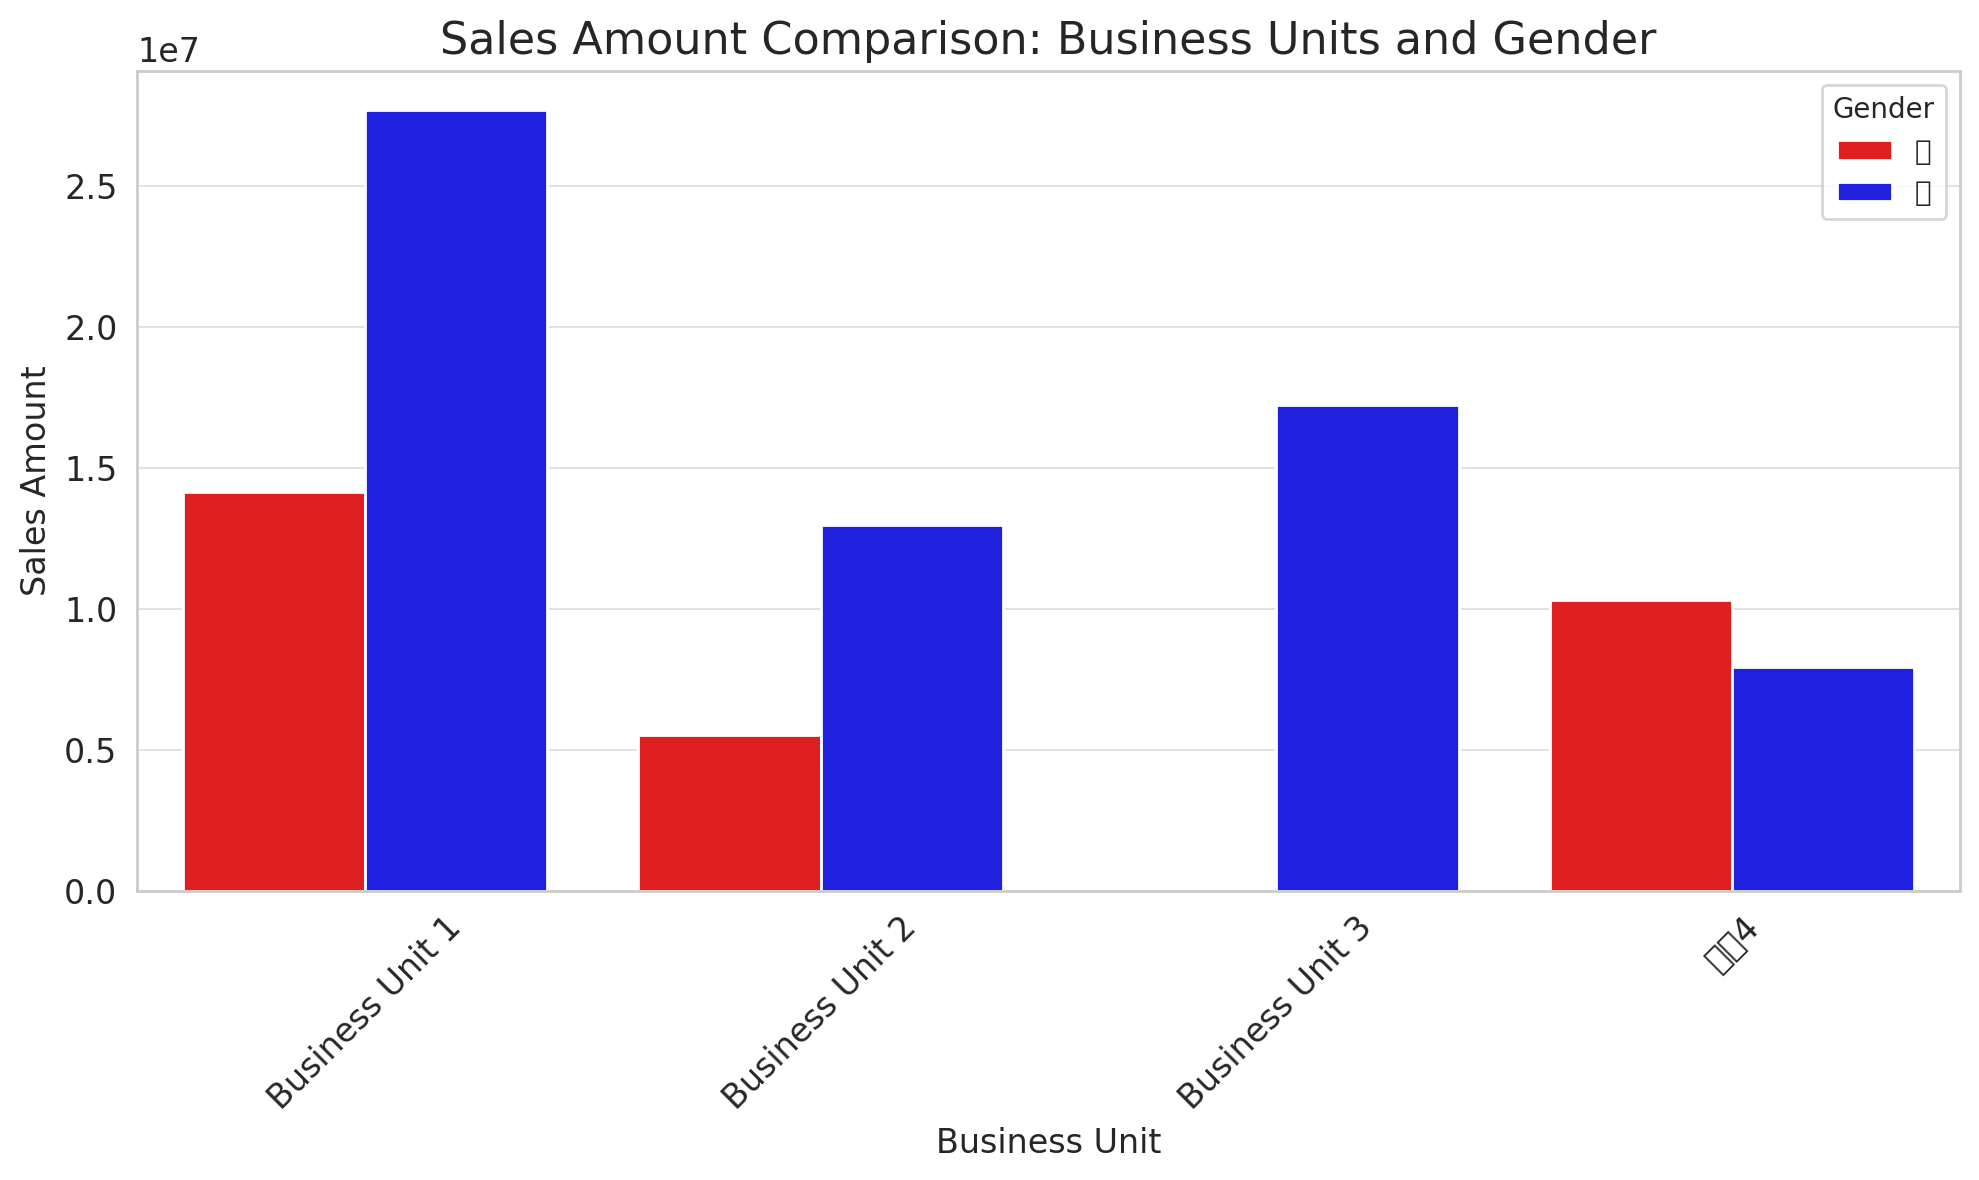 Sales Amount Comparison: Business Units and Gender
1e7
Gender
2.5
2.0
1.5
1.0
0.5
0.0
Sales Amount
Business Unit 1
Business Unit 2
Business Unit 3
4
Business Unit